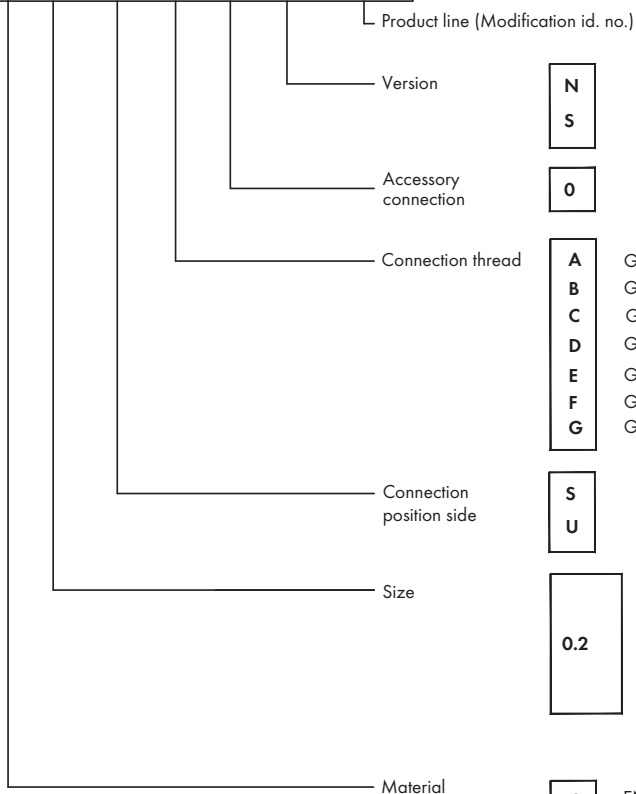 Product line (Modification id. no.)
Version
N
S
Accessory
connection
0
Connection thread
A G
B G
C G
D G
E G
F G
G G
Connection
position side
S
U
Size
0.2
Material